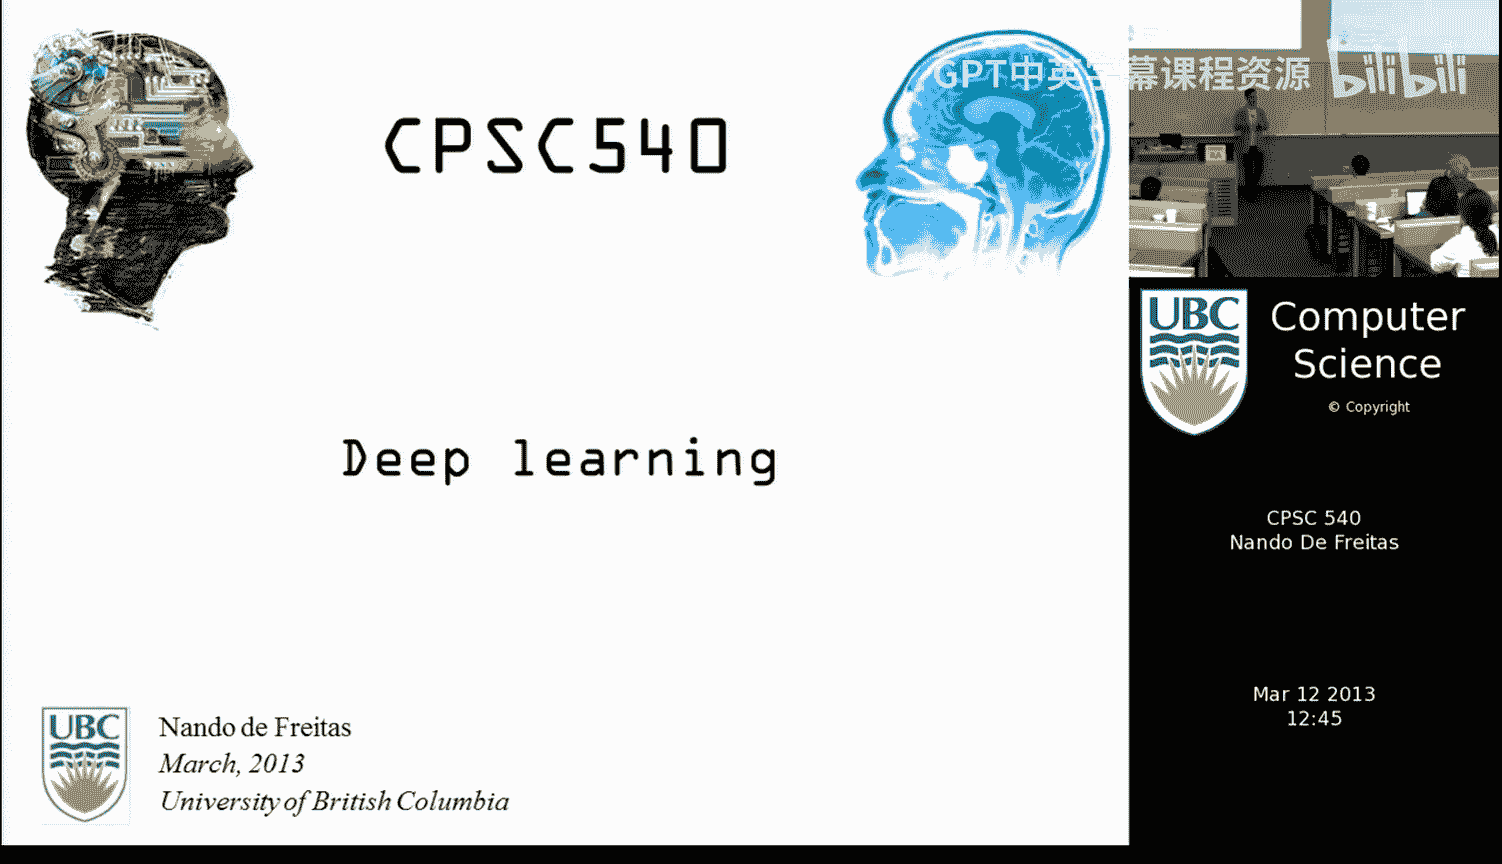 CPSC540
GPT中英字幕课程资源 bilibili
Deep learning
UBC
Nando de Freitas
March, 2013
University of British Columbia
UBC
Computer
Science
© Copyright
CPSC 540
Nando De Freitas
Mar 12 2013
12:45